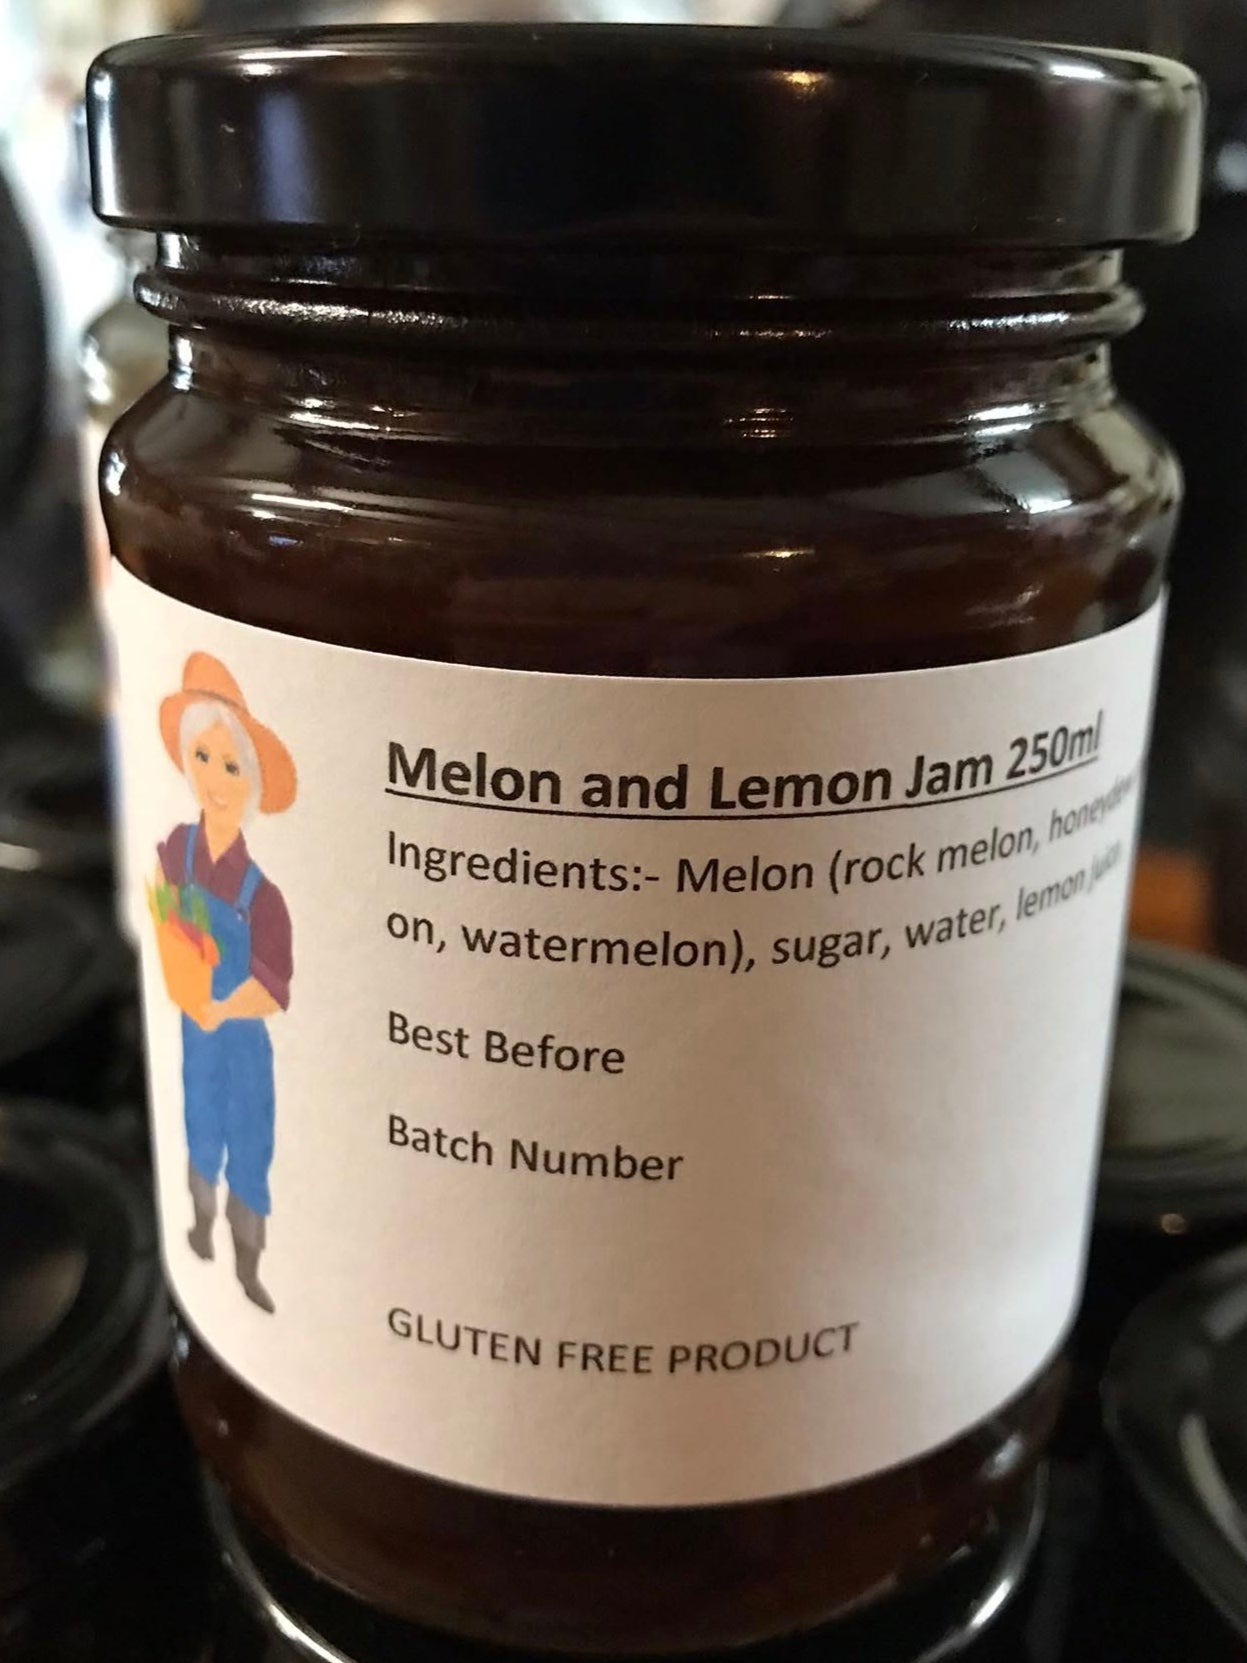 Melon and Lemon Jam 250ml
Ingredients:- Melon (rock melon, honeydew
on, watermelon), sugar, water, lemon juice
Best Before
Batch Number
GLUTEN FREE PRODUCT